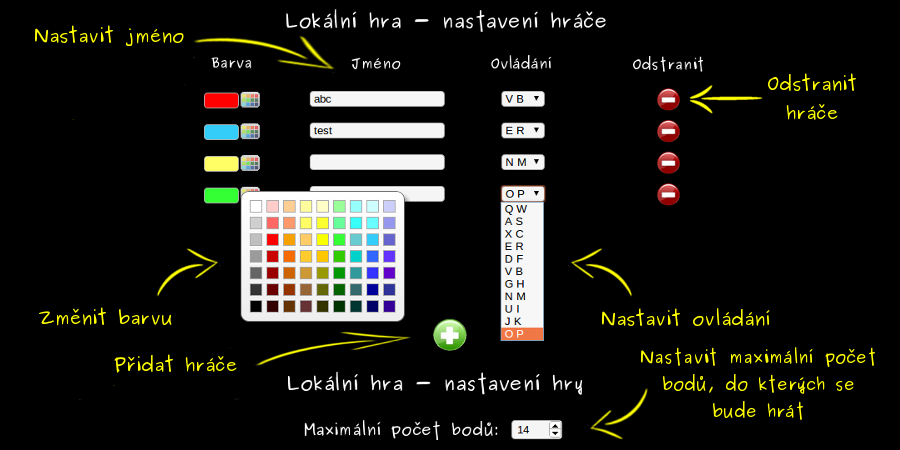 Lokální hra – nastavení hráče
Nastavit jméno
Barva Jméno Ovládání Odstranit
abc V B
Odstranit
hráče
test E R
N M
O P
Q W
A S
X C
E R
D F
V B
G H
N M
U I
J K
O P
Změnit barvu
Nastavit ovládání
Přidat hráče
Nastavit maximální počet
bodů, do kterých se
bude hrát
Lokální hra – nastavení hry
Maximální počet bodů: 14